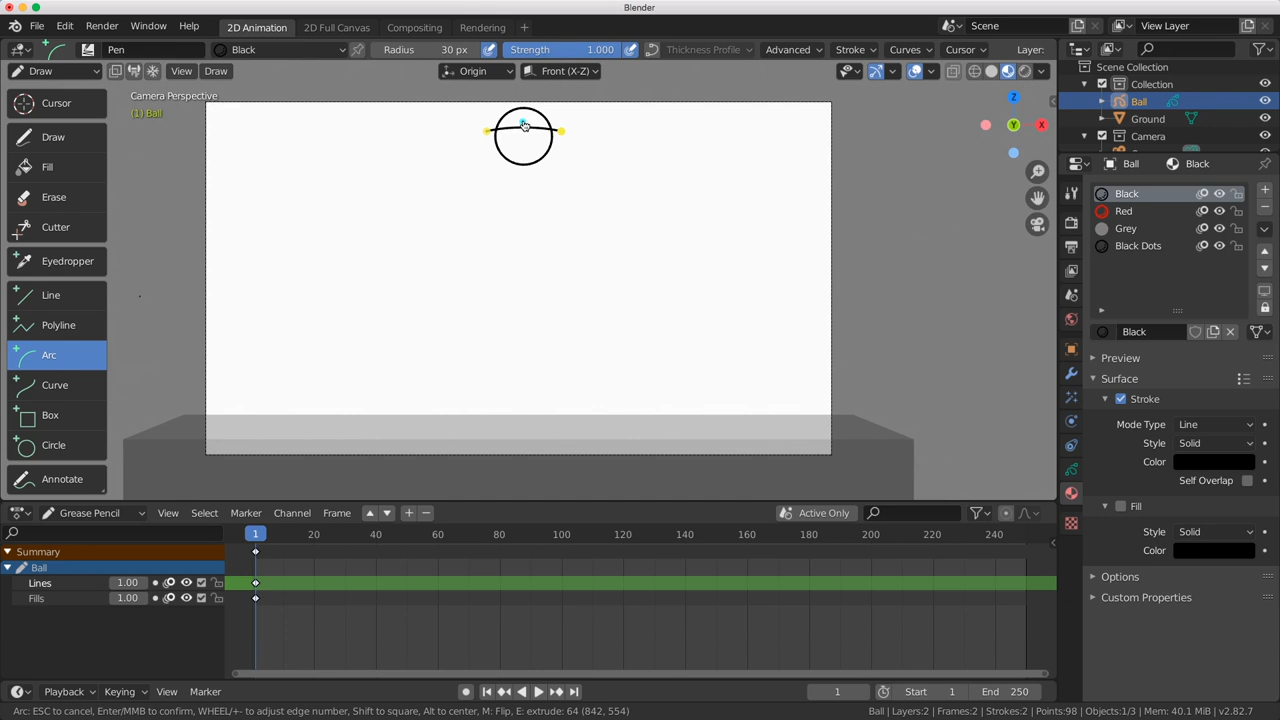 Blender
File Edit Render Window Help 2D Animation 2D Full Canvas Compositing Rendering + Scene View Layer
Pen Black Radius 30 px Strength 1.000 Thickness Profile Advanced Stroke Curves Cursor Layer:
Draw View Draw Origin Front (X-Z)
Scene Collection
Collection
Ball
Ground
Camera
Camera Perspective
(1) Ball
Z
Y
X
Cursor
Draw
Fill
Erase
Cutter
Eyedropper
Line
Polyline
Arc
Curve
Box
Circle
Annotate
Ball Black
Black
Red
Grey
Black Dots
Black
Preview
Surface
Stroke
Mode Type Line
Style Solid
Color
Self Overlap
Fill
Style Solid
Color
Options
Custom Properties
Grease Pencil View Select Marker Channel Frame Active Only
1 20 40 60 80 100 120 140 160 180 200 220 240
Summary
Ball
Lines 1.00
Fills 1.00
Playback Keying View Marker 1 Start 1 End 250
Arc: ESC to cancel, Enter/MMB to confirm, WHEEL/+- to adjust edge number, Shift to square, Alt to center, M: Flip, E: extrude: 64 (842, 554) Ball | Layers:2 | Frames:2 | Strokes:2 | Points:98 | Objects:1/3 | Mem: 40.1 MiB | v2.82.7